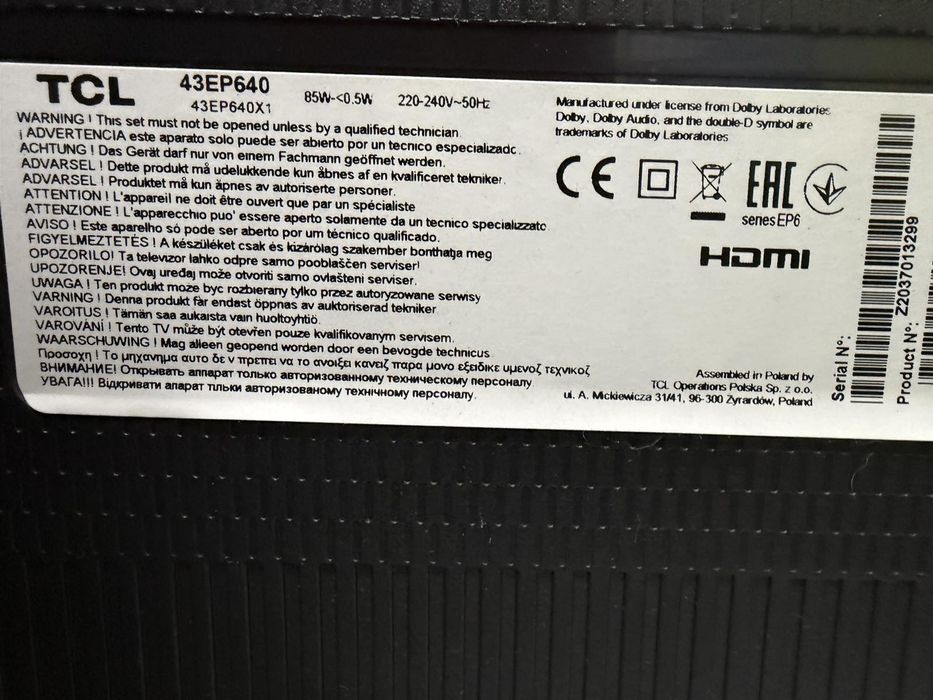 TCL
43EP640
43EP640X1
85W-<0.5W
220-240V~50Hz
WARNING ! This set must not be opened unless by a qualified technician.
¡ ADVERTENCIA este aparato solo puede ser abierto por un tecnico especializado.
ACHTUNG ! Das Gerät darf nur von einem Fachmann geöffnet werden.
ADVARSEL ! Dette produkt må udelukkende kun åbnes af en kvalificeret tekniker.
ADVARSEL ! Produktet må kun åpnes av autoriserte personer.
ATTENTION ! L'appareil ne doit être ouvert que par un spécialiste
ATTENZIONE ! L'apparecchio puo' essere aperto solamente da un tecnico specializzato
AVISO ! Este aparelho só pode ser aberto por um técnico qualificado.
FIGYELMEZTETÉS ! A készüléket csak és kizárólag szakember bonthatja meg
OPOZORILO! Ta televizor lahko odpre samo pooblaščen serviser!
UPOZORENJE! Ovaj uređaj može otvoriti samo ovlašteni serviser.
UWAGA ! Ten produkt może byc rozbierany tylko przez autoryzowane serwisy
VARNING ! Denna produkt får endast öppnas av auktoriserad tekniker
VAROITUS ! Tämän saa aukaista vain huoltoyhtiö.
VAROVÁNÍ ! Tento TV může být otevřen pouze kvalifikovanym servisem.
WAARSCHUWING ! Mag alleen geopend worden door een bevogde technicus
Προσοχη ! Το μηχανημα αυτο δε ν πρεπει να το ανοιξει κανειζ παρα μονο εξειδικε υμενοζ τεχνικοζ
ВНИМАНИЕ! Открывать аппарат только авторизованному техническому персоналу.
УВАГА!!! Вiдкривати апарат тiльки авторизованному технiчному персоналу.
Manufactured under license from Dolby Laboratories.
Dolby, Dolby Audio, and the double-D symbol are
trademarks of Dolby Laboratories
CE
EAC
series EP6
HDMI
Assembled in Poland by
TCL Operations Polska Sp. z o.o.
ul. A. Mickiewicza 31/41, 96-300 Żyrardów, Poland
Serial N°:
Z2037013299
Product N°: